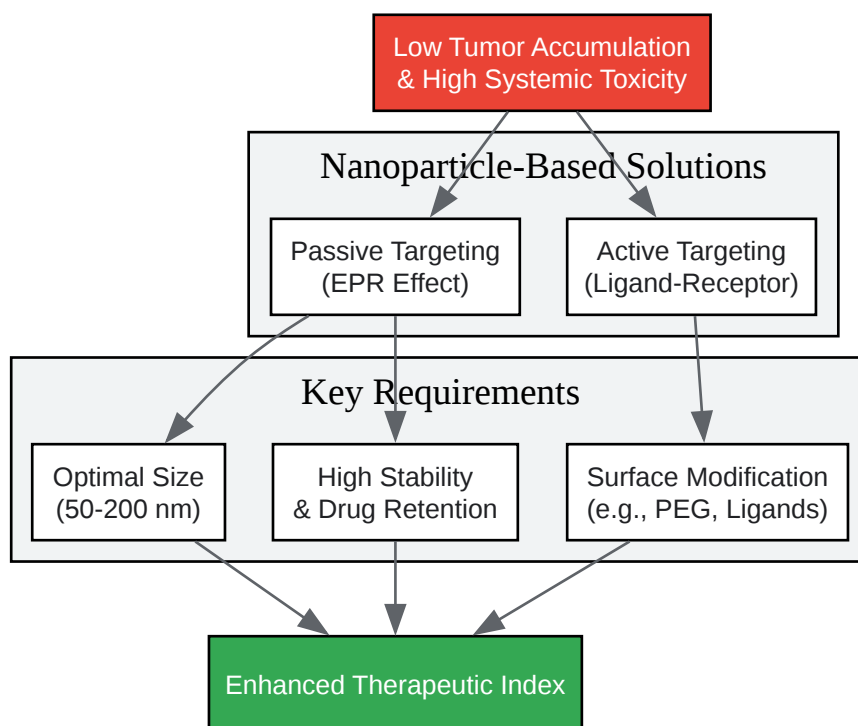 Low Tumor Accumulation
& High Systemic Toxicity
Nanoparticle-Based Solutions
Passive Targeting
(EPR Effect)
Active Targeting
(Ligand-Receptor)
Key Requirements
Optimal Size
(50-200 nm)
High Stability
& Drug Retention
Surface Modification
(e.g., PEG, Ligands)
Enhanced Therapeutic Index